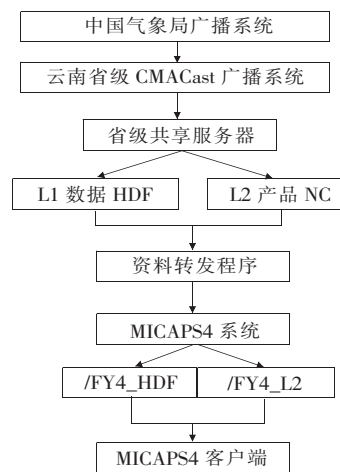 中国气象局广播系统
云南省级 CMACast 广播系统
省级共享服务器
L1 数据 HDF
L2 产品 NC
资料转发程序
MICAPS4 系统
/FY4_HDF
/FY4_L2
MICAPS4 客户端